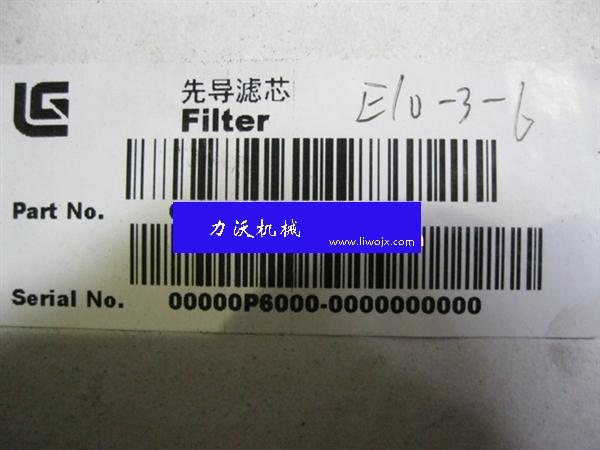 先导滤芯
Filter
E10-3-6
Part No.
力沃机械
www.liwojx.com
Serial No.
00000P6000-0000000000